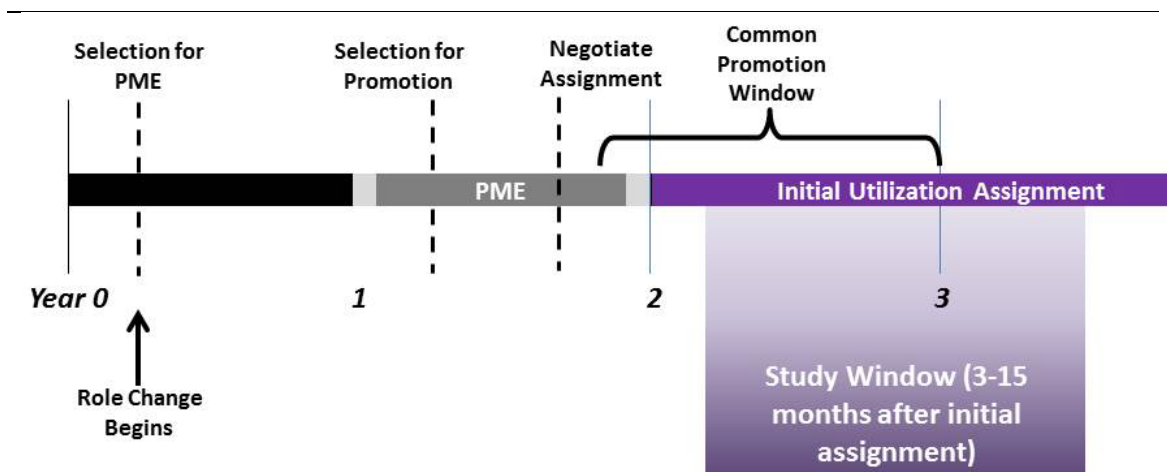 Selection for
PME
Selection for
Promotion
Negotiate
Assignment
Common
Promotion
Window
PME
Initial Utilization Assignment
Year 0
1
2
3
Role Change
Begins
Study Window (3-15
months after initial
assignment)